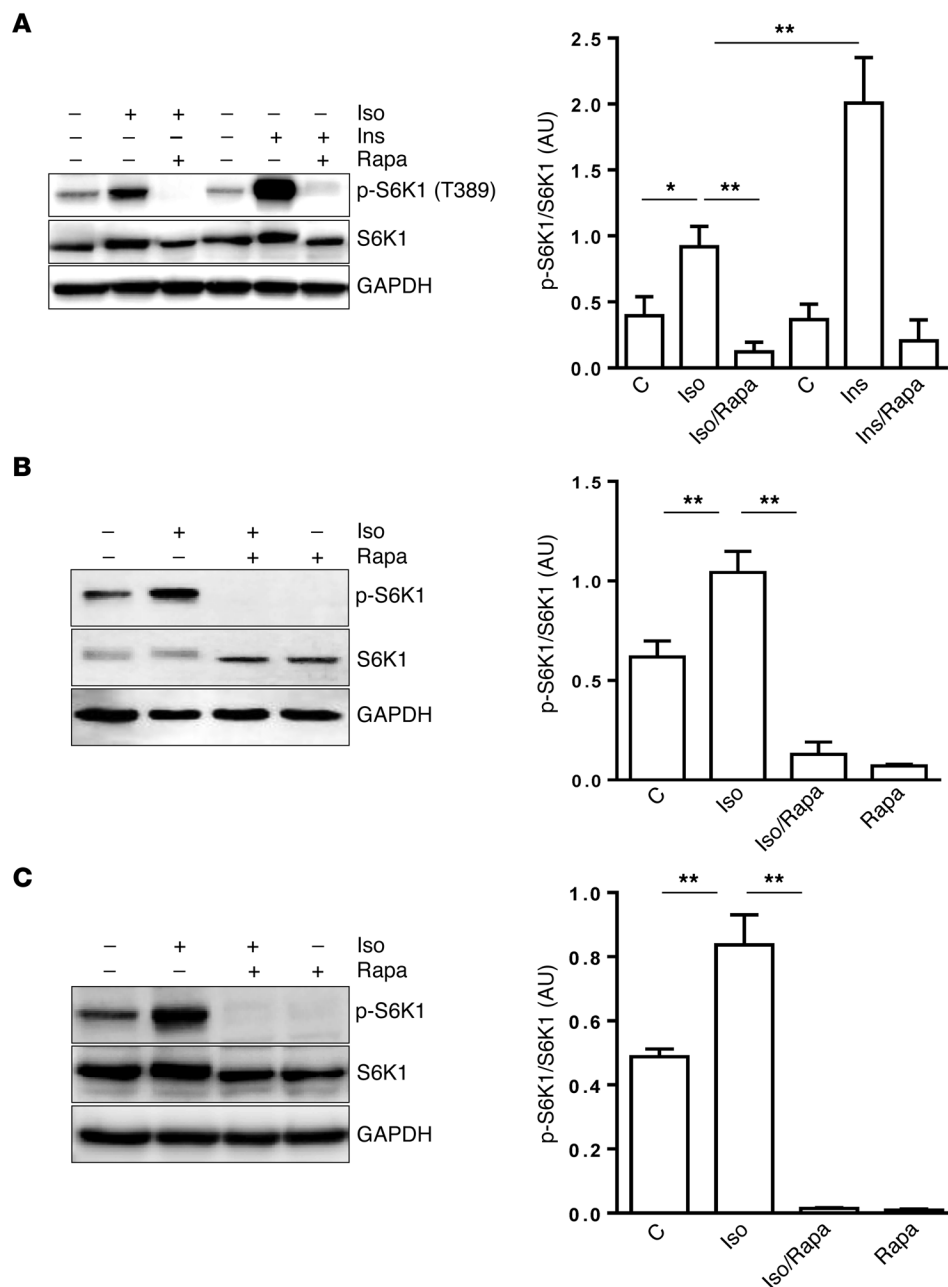 A
– + + – – – Iso
– – – – + + Ins
– – + – – + Rapa
p-S6K1 (T389)
S6K1
GAPDH
**
* **
p-S6K1/S6K1 (AU)
2.5
2.0
1.5
1.0
0.5
0.0
C Iso Iso/Rapa C Ins Ins/Rapa
B
– + + – Iso
– – + + Rapa
p-S6K1
S6K1
GAPDH
** **
p-S6K1/S6K1 (AU)
1.5
1.0
0.5
0.0
C Iso Iso/Rapa Rapa
C
– + + – Iso
– – + + Rapa
p-S6K1
S6K1
GAPDH
** **
p-S6K1/S6K1 (AU)
1.0
0.8
0.6
0.4
0.2
0.0
C Iso Iso/Rapa Rapa